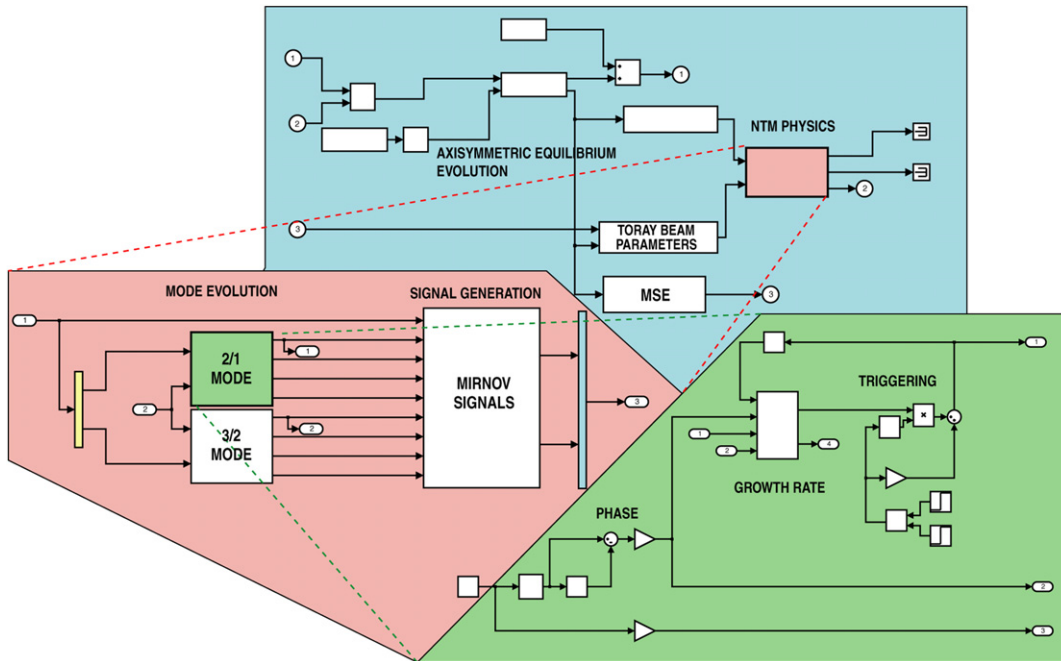 1
1
2
NTM PHYSICS
AXISYMMETRIC EQUILIBRIUM
EVOLUTION
2
3
TORAY BEAM
PARAMETERS
MSE
3
MODE EVOLUTION
SIGNAL GENERATION
1
2/1
MODE
1
2
3/2
MODE
2
MIRNOV
SIGNALS
3
1
TRIGGERING
×
1
2
4
GROWTH RATE
PHASE
2
3